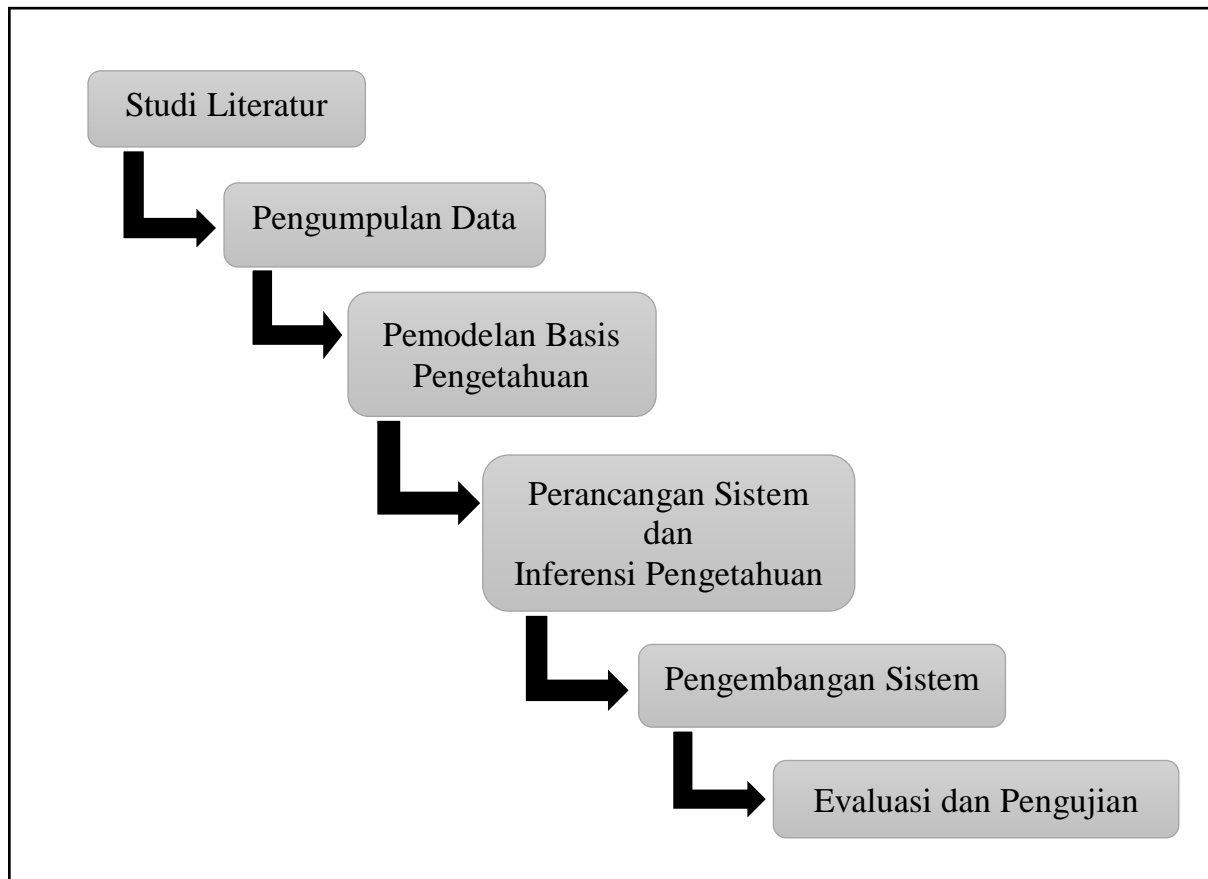 Studi Literatur
Pengumpulan Data
Pemodelan Basis
Pengetahuan
Perancangan Sistem
dan
Inferensi Pengetahuan
Pengembangan Sistem
Evaluasi dan Pengujian